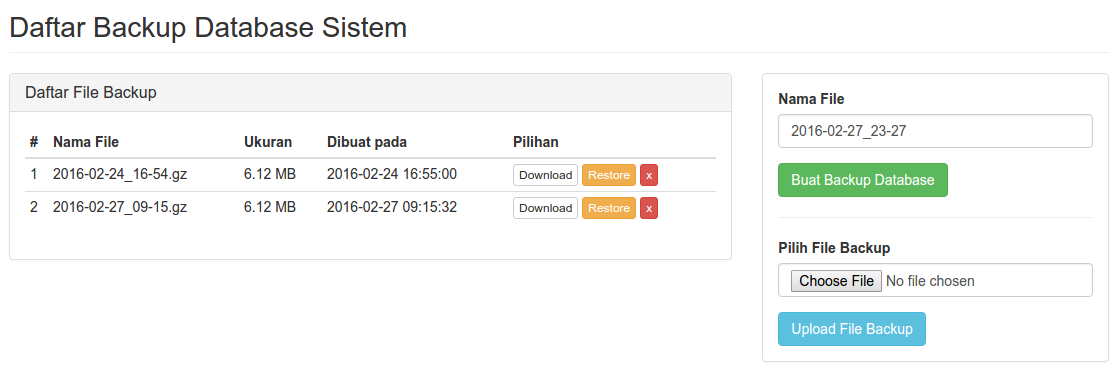 Daftar Backup Database Sistem
Daftar File Backup
# Nama File Ukuran Dibuat pada Pilihan
1 2016-02-24_16-54.gz 6.12 MB 2016-02-24 16:55:00 Download Restore x
2 2016-02-27_09-15.gz 6.12 MB 2016-02-27 09:15:32 Download Restore x
Nama File
2016-02-27_23-27
Buat Backup Database
Pilih File Backup
Choose File No file chosen
Upload File Backup